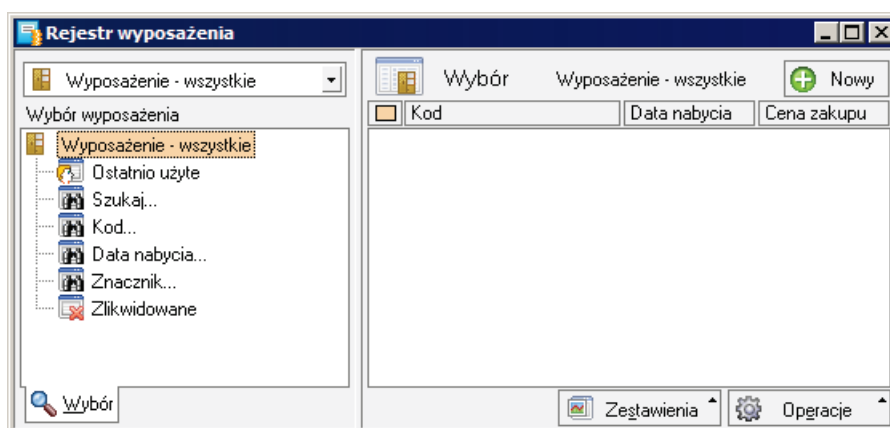 Rejestr wyposażenia
Wyposażenie - wszystkie
Wybór wyposażenia
Wyposażenie - wszystkie
Ostatnio użyte
Szukaj...
Kod...
Data nabycia...
Znacznik...
Zlikwidowane
Wybór
Wybór Wyposażenie - wszystkie Nowy
Kod Data nabycia Cena zakupu
Zestawienia Operacje